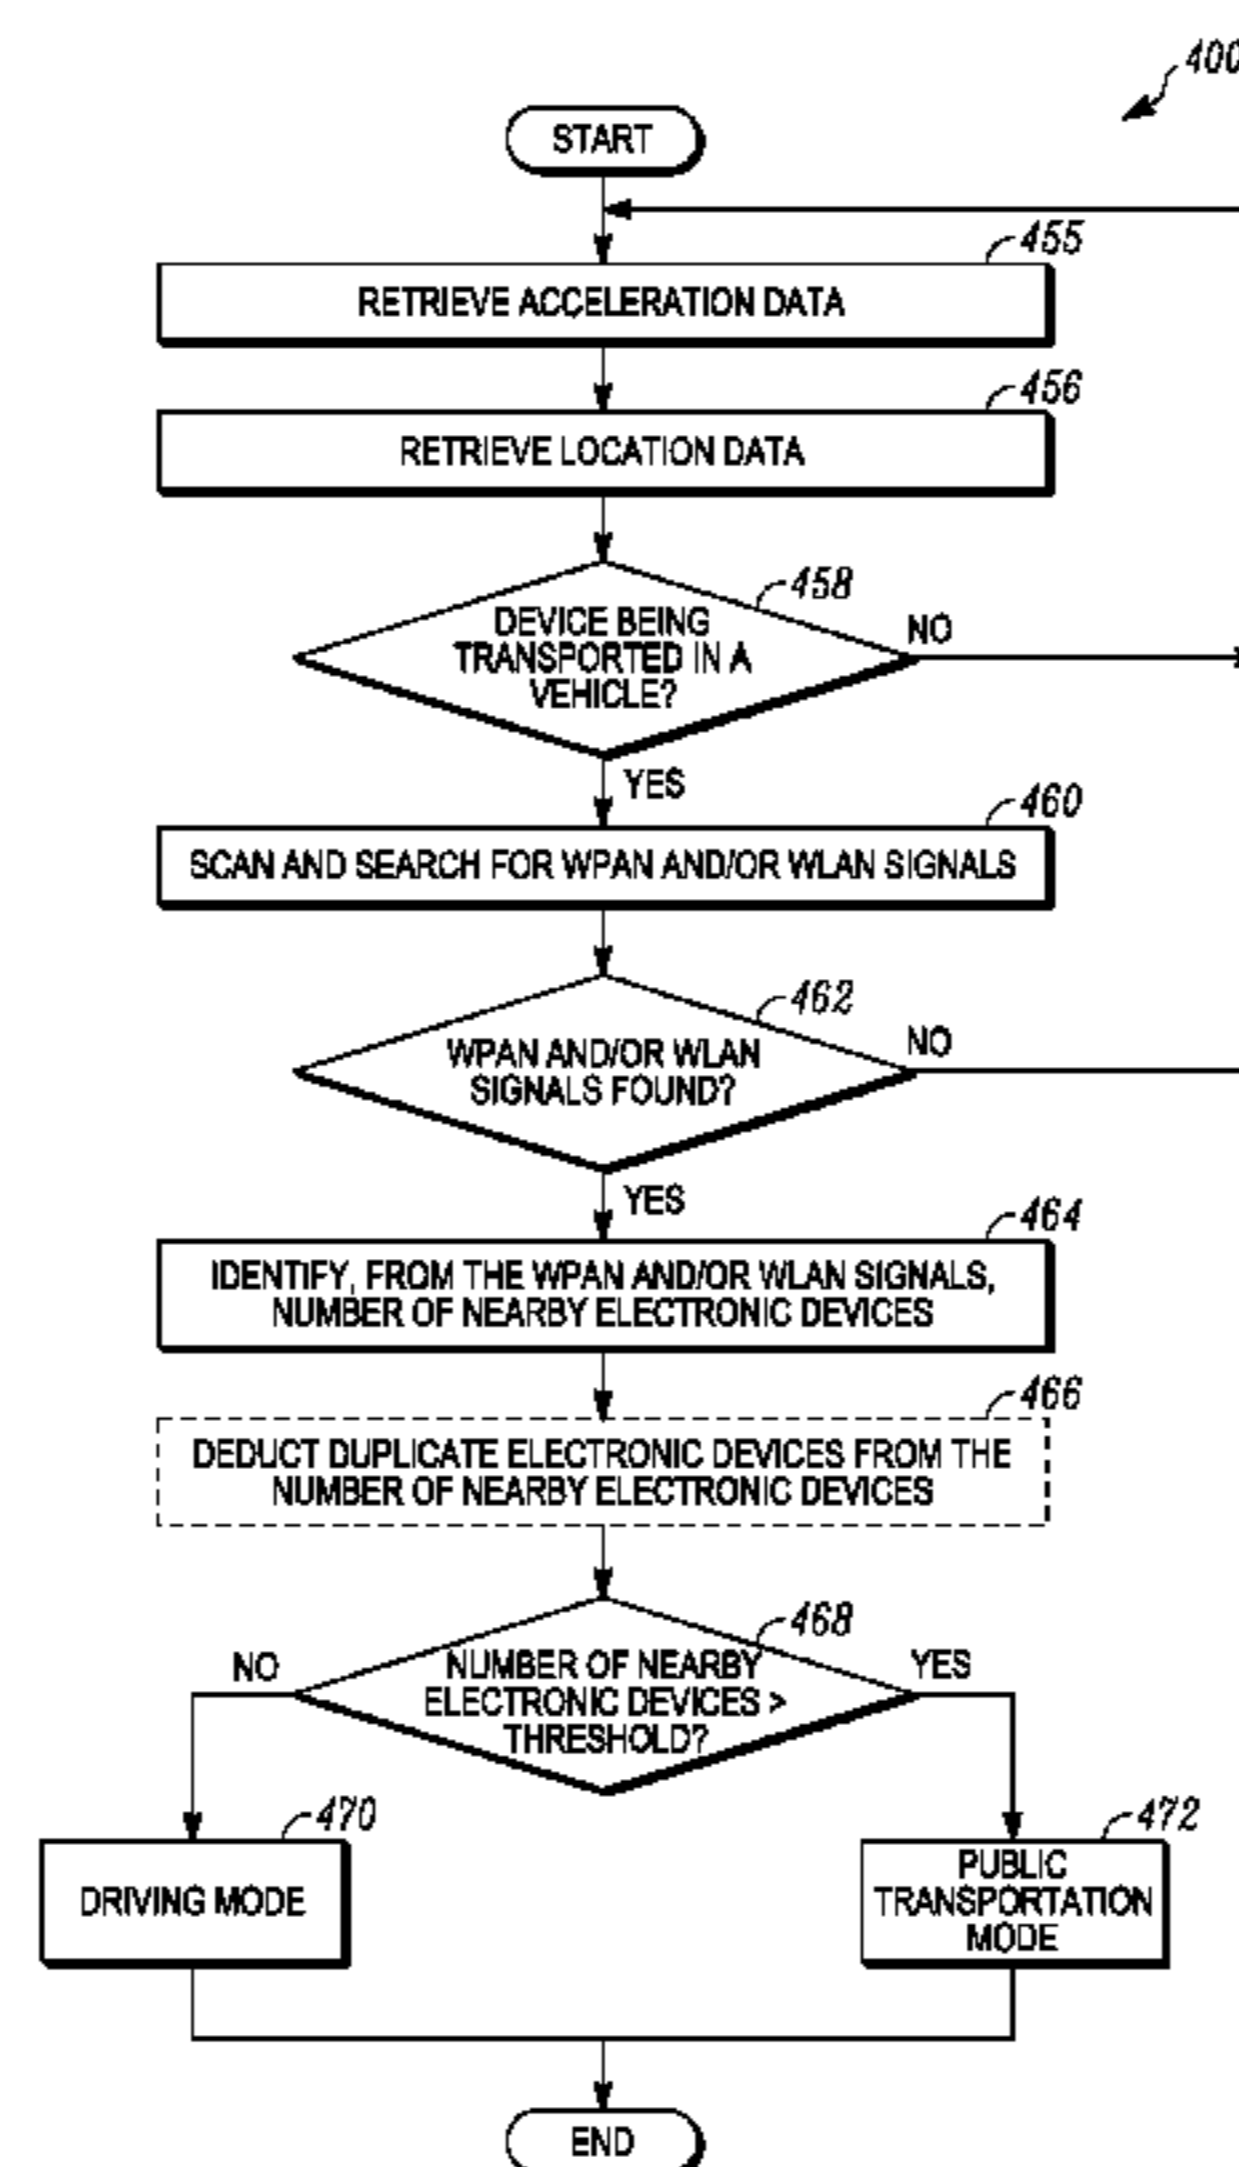 400
START
455
RETRIEVE ACCELERATION DATA
456
RETRIEVE LOCATION DATA
458
DEVICE BEING
TRANSPORTED IN A
VEHICLE?
NO
YES
460
SCAN AND SEARCH FOR WPAN AND/OR WLAN SIGNALS
462
WPAN AND/OR WLAN
SIGNALS FOUND?
NO
YES
464
IDENTIFY, FROM THE WPAN AND/OR WLAN SIGNALS,
NUMBER OF NEARBY ELECTRONIC DEVICES
466
DEDUCT DUPLICATE ELECTRONIC DEVICES FROM THE
NUMBER OF NEARBY ELECTRONIC DEVICES
468
NUMBER OF NEARBY
ELECTRONIC DEVICES >
THRESHOLD?
NO
YES
470
DRIVING MODE
472
PUBLIC
TRANSPORTATION
MODE
END